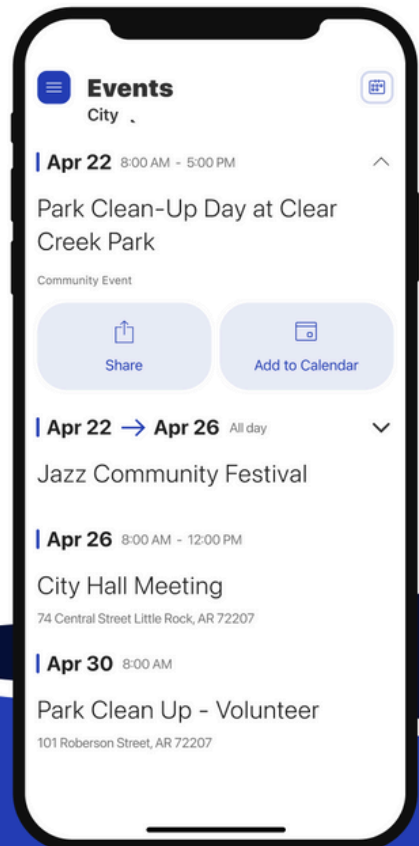 Events
City
Apr 22 8:00 AM - 5:00 PM
Park Clean-Up Day at Clear
Creek Park
Community Event
Share
Add to Calendar
Apr 22 → Apr 26 All day
Jazz Community Festival
Apr 26 8:00 AM - 12:00 PM
City Hall Meeting
74 Central Street Little Rock, AR 72207
Apr 30 8:00 AM
Park Clean Up - Volunteer
101 Roberson Street, AR 72207